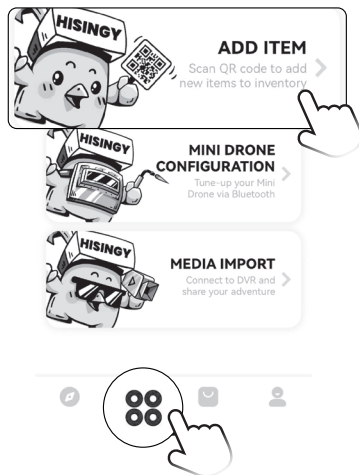 HISINGY
ADD ITEM
Scan QR code to add
new items to inventory
HISINGY
MINI DRONE
CONFIGURATION
Tune-up your Mini
Drone via Bluetooth
HISINGY
MEDIA IMPORT
Connect to DVR and
share your adventure